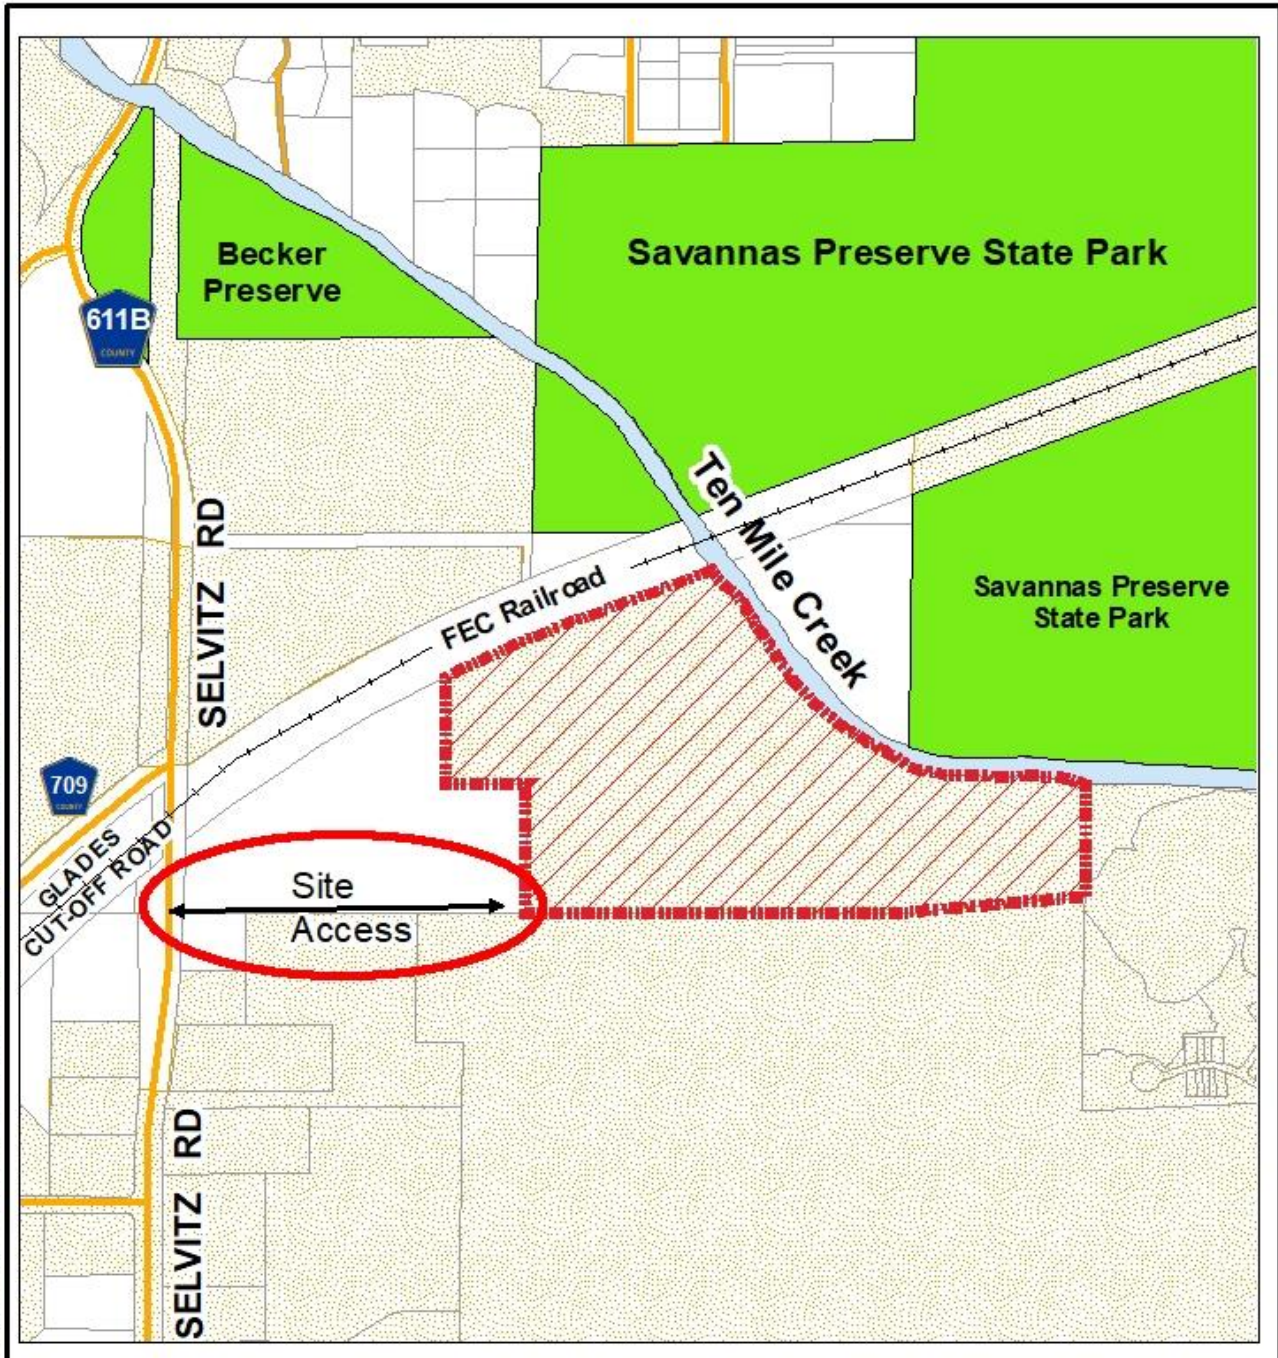 Becker
Preserve
Savannas Preserve State Park
611B
COUNTY
SELVITZ RD
Ten Mile Creek
FEC Railroad
Savannas Preserve
State Park
709
COUNTY
GLADES
CUT-OFF ROAD
Site
Access
SELVITZ RD